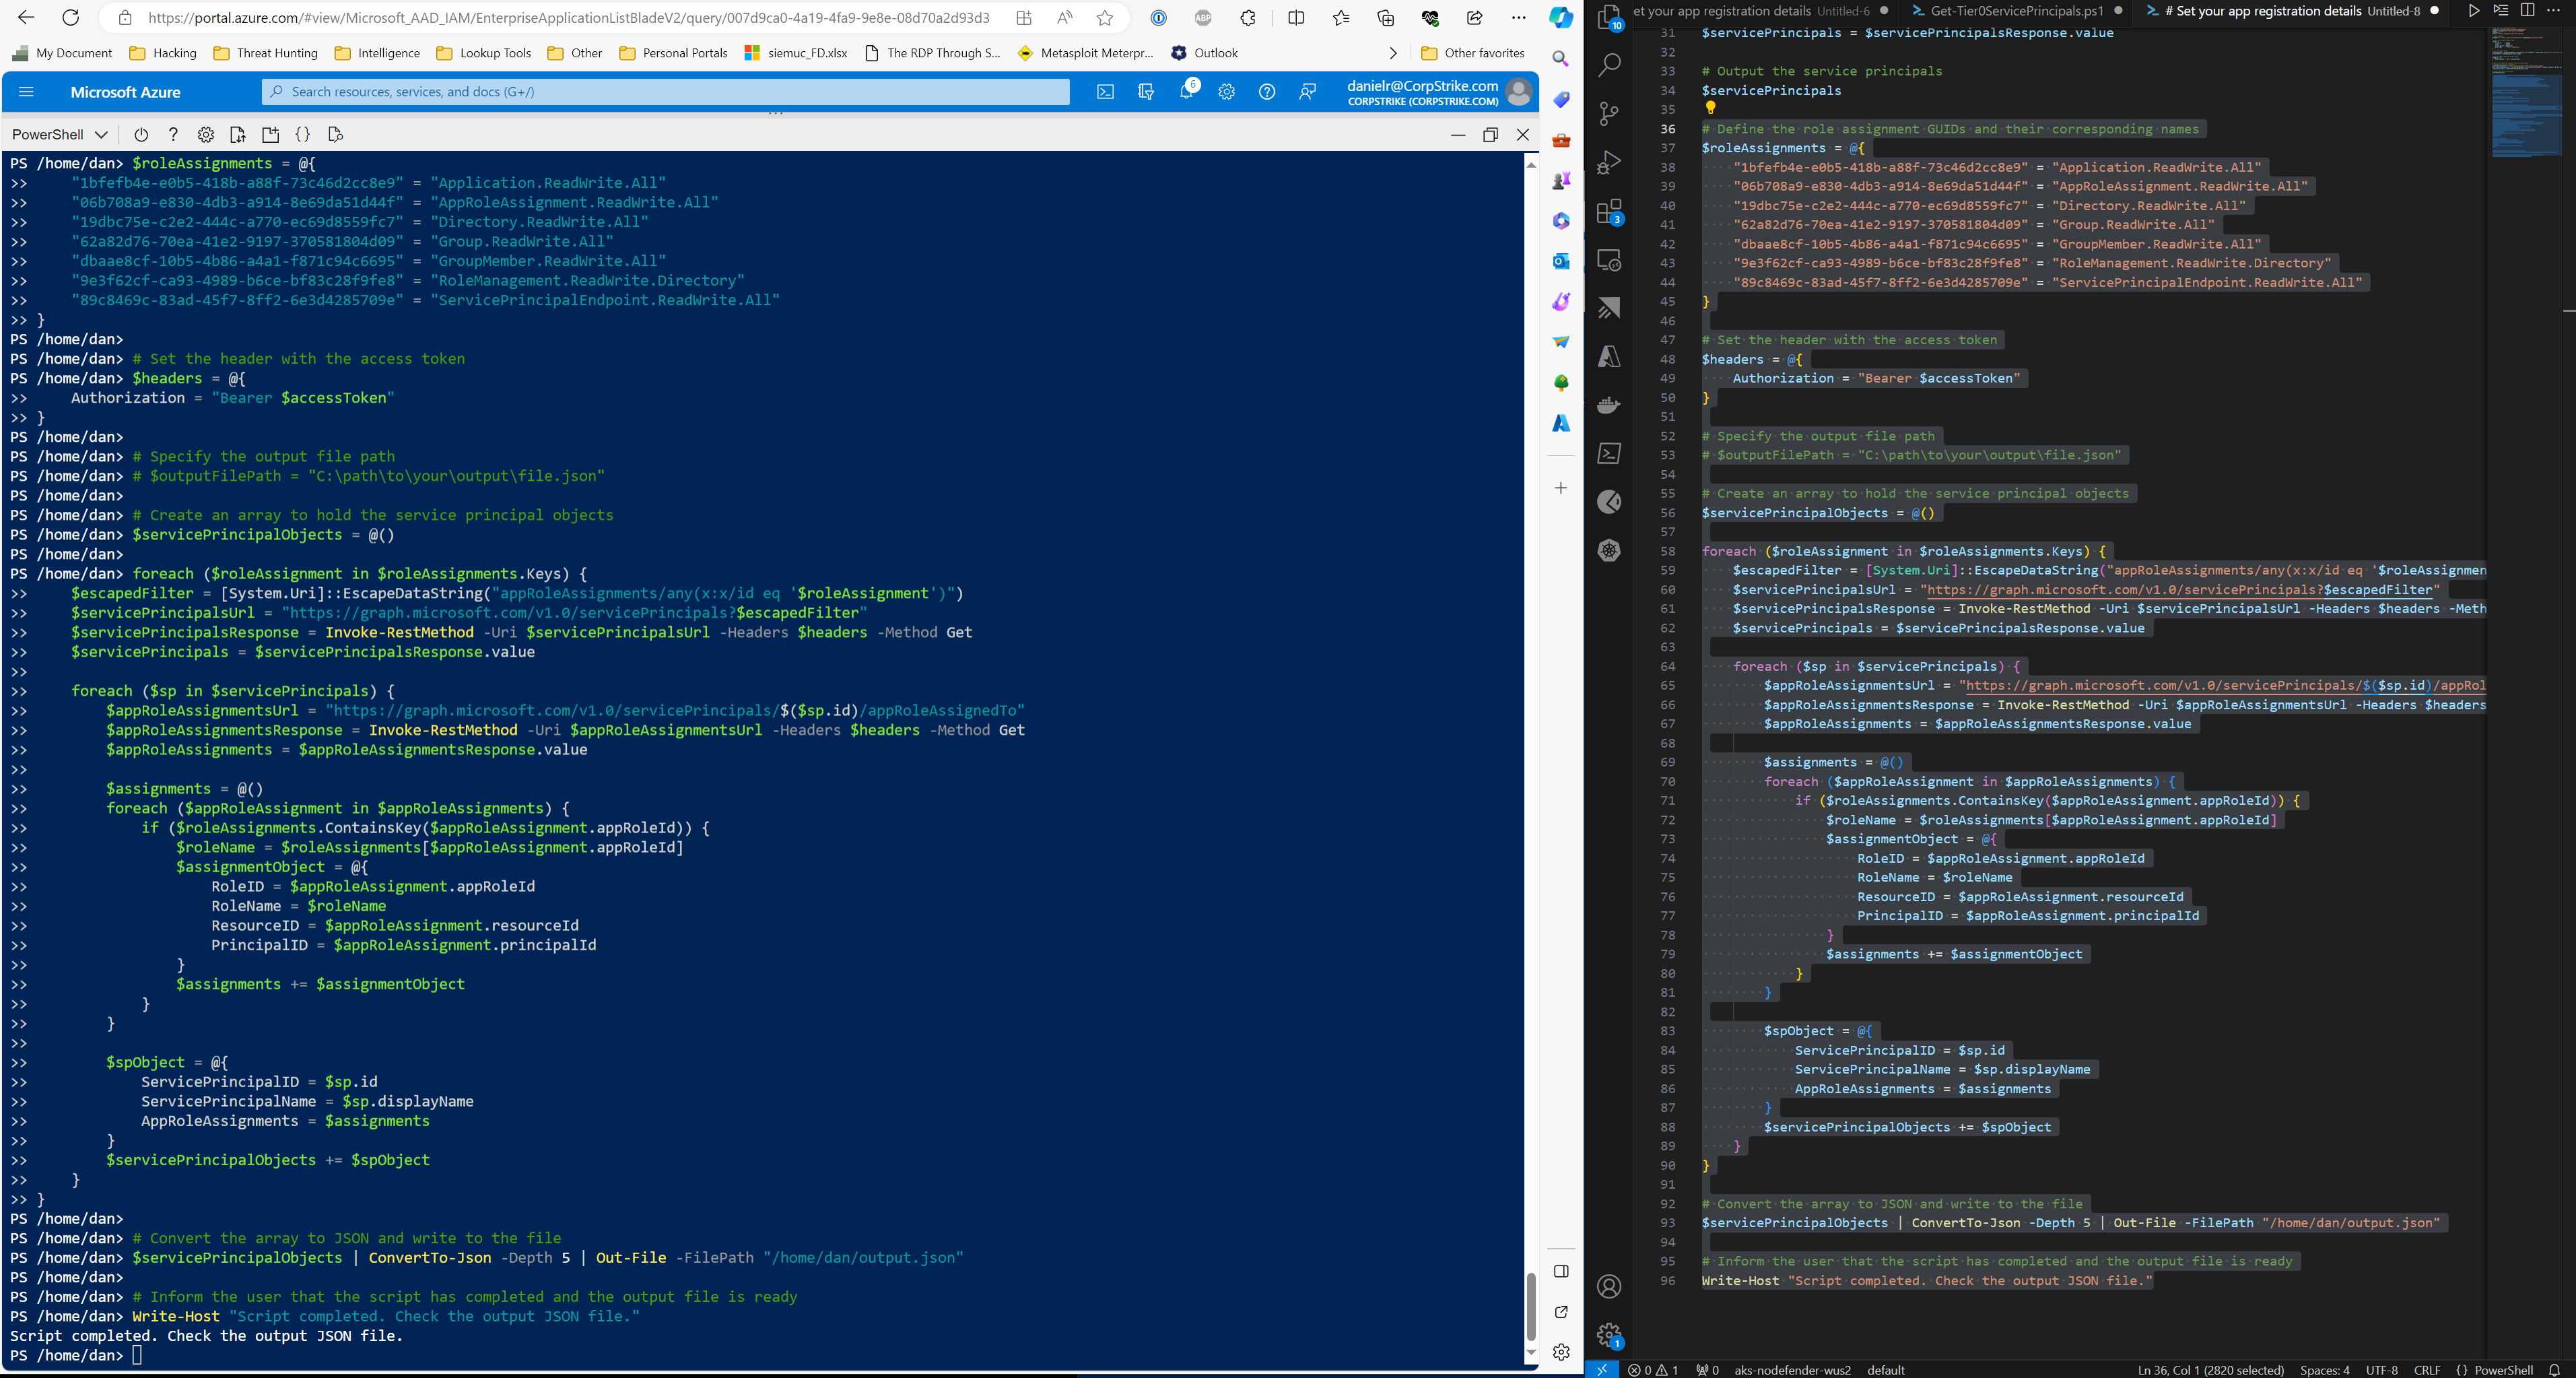 https://portal.azure.com/#view/Microsoft_AAD_IAM/EnterpriseApplicationListBladeV2/query/007d9ca0-4a19-4fa9-9e8e-08d70a2d93d3
ABP
My Document Hacking Threat Hunting Intelligence Lookup Tools Other Personal Portals siemuc_FD.xlsx The RDP Through S... Metasploit Meterpr... Outlook Other favorites
Microsoft Azure
Search resources, services, and docs (G+/)
6
danielr@CorpStrike.com
CORPSTRIKE (CORPSTRIKE.COM)
PowerShell
PS /home/dan> $roleAssignments = @{
>> "1bfefb4e-e0b5-418b-a88f-73c46d2cc8e9" = "Application.ReadWrite.All"
>> "06b708a9-e830-4db3-a914-8e69da51d44f" = "AppRoleAssignment.ReadWrite.All"
>> "19dbc75e-c2e2-444c-a770-ec69d8559fc7" = "Directory.ReadWrite.All"
>> "62a82d76-70ea-41e2-9197-370581804d09" = "Group.ReadWrite.All"
>> "dbaae8cf-10b5-4b86-a4a1-f871c94c6695" = "GroupMember.ReadWrite.All"
>> "9e3f62cf-ca93-4989-b6ce-bf83c28f9fe8" = "RoleManagement.ReadWrite.Directory"
>> "89c8469c-83ad-45f7-8ff2-6e3d4285709e" = "ServicePrincipalEndpoint.ReadWrite.All"
>> }
PS /home/dan>
PS /home/dan> # Set the header with the access token
PS /home/dan> $headers = @{
>> Authorization = "Bearer $accessToken"
>> }
PS /home/dan>
PS /home/dan> # Specify the output file path
PS /home/dan> # $outputFilePath = "C:\path\to\your\output\file.json"
PS /home/dan>
PS /home/dan> # Create an array to hold the service principal objects
PS /home/dan> $servicePrincipalObjects = @()
PS /home/dan>
PS /home/dan> foreach ($roleAssignment in $roleAssignments.Keys) {
>> $escapedFilter = [System.Uri]::EscapeDataString("appRoleAssignments/any(x:x/id eq '$roleAssignment')")
>> $servicePrincipalsUrl = "https://graph.microsoft.com/v1.0/servicePrincipals?$escapedFilter"
>> $servicePrincipalsResponse = Invoke-RestMethod -Uri $servicePrincipalsUrl -Headers $headers -Method Get
>> $servicePrincipals = $servicePrincipalsResponse.value
>>
>> foreach ($sp in $servicePrincipals) {
>> $appRoleAssignmentsUrl = "https://graph.microsoft.com/v1.0/servicePrincipals/$($sp.id)/appRoleAssignedTo"
>> $appRoleAssignmentsResponse = Invoke-RestMethod -Uri $appRoleAssignmentsUrl -Headers $headers -Method Get
>> $appRoleAssignments = $appRoleAssignmentsResponse.value
>>
>> $assignments = @()
>> foreach ($appRoleAssignment in $appRoleAssignments) {
>> if ($roleAssignments.ContainsKey($appRoleAssignment.appRoleId)) {
>> $roleName = $roleAssignments[$appRoleAssignment.appRoleId]
>> $assignmentObject = @{
>> RoleID = $appRoleAssignment.appRoleId
>> RoleName = $roleName
>> ResourceID = $appRoleAssignment.resourceId
>> PrincipalID = $appRoleAssignment.principalId
>> }
>> $assignments += $assignmentObject
>> }
>> }
>>
>> $spObject = @{
>> ServicePrincipalID = $sp.id
>> ServicePrincipalName = $sp.displayName
>> AppRoleAssignments = $assignments
>> }
>> $servicePrincipalObjects += $spObject
>> }
>> }
PS /home/dan>
PS /home/dan> # Convert the array to JSON and write to the file
PS /home/dan> $servicePrincipalObjects | ConvertTo-Json -Depth 5 | Out-File -FilePath "/home/dan/output.json"
PS /home/dan>
PS /home/dan> # Inform the user that the script has completed and the output file is ready
PS /home/dan> Write-Host "Script completed. Check the output JSON file."
Script completed. Check the output JSON file.
PS /home/dan>
10
3
1
et your app registration details Untitled-6 Get-Tier0ServicePrincipals.ps1 # Set your app registration details Untitled-8
31 $servicePrincipals = $servicePrincipalsResponse.value
32
33 # Output the service principals
34 $servicePrincipals
35
36 # Define the role assignment GUIDs and their corresponding names
37 $roleAssignments = @{
38 "1bfefb4e-e0b5-418b-a88f-73c46d2cc8e9" = "Application.ReadWrite.All"
39 "06b708a9-e830-4db3-a914-8e69da51d44f" = "AppRoleAssignment.ReadWrite.All"
40 "19dbc75e-c2e2-444c-a770-ec69d8559fc7" = "Directory.ReadWrite.All"
41 "62a82d76-70ea-41e2-9197-370581804d09" = "Group.ReadWrite.All"
42 "dbaae8cf-10b5-4b86-a4a1-f871c94c6695" = "GroupMember.ReadWrite.All"
43 "9e3f62cf-ca93-4989-b6ce-bf83c28f9fe8" = "RoleManagement.ReadWrite.Directory"
44 "89c8469c-83ad-45f7-8ff2-6e3d4285709e" = "ServicePrincipalEndpoint.ReadWrite.All"
45 }
46
47 # Set the header with the access token
48 $headers = @{
49 Authorization = "Bearer $accessToken"
50 }
51
52 # Specify the output file path
53 # $outputFilePath = "C:\path\to\your\output\file.json"
54
55 # Create an array to hold the service principal objects
56 $servicePrincipalObjects = @()
57
58 foreach ($roleAssignment in $roleAssignments.Keys) {
59 $escapedFilter = [System.Uri]::EscapeDataString("appRoleAssignments/any(x:x/id eq '$roleAssignmen
60 $servicePrincipalsUrl = "https://graph.microsoft.com/v1.0/servicePrincipals?$escapedFilter"
61 $servicePrincipalsResponse = Invoke-RestMethod -Uri $servicePrincipalsUrl -Headers $headers -Meth
62 $servicePrincipals = $servicePrincipalsResponse.value
63
64 foreach ($sp in $servicePrincipals) {
65 $appRoleAssignmentsUrl = "https://graph.microsoft.com/v1.0/servicePrincipals/$($sp.id)/appRol
66 $appRoleAssignmentsResponse = Invoke-RestMethod -Uri $appRoleAssignmentsUrl -Headers $headers
67 $appRoleAssignments = $appRoleAssignmentsResponse.value
68
69 $assignments = @()
70 foreach ($appRoleAssignment in $appRoleAssignments) {
71 if ($roleAssignments.ContainsKey($appRoleAssignment.appRoleId)) {
72 $roleName = $roleAssignments[$appRoleAssignment.appRoleId]
73 $assignmentObject = @{
74 RoleID = $appRoleAssignment.appRoleId
75 RoleName = $roleName
76 ResourceID = $appRoleAssignment.resourceId
77 PrincipalID = $appRoleAssignment.principalId
78 }
79 $assignments += $assignmentObject
80 }
81 }
82
83 $spObject = @{
84 ServicePrincipalID = $sp.id
85 ServicePrincipalName = $sp.displayName
86 AppRoleAssignments = $assignments
87 }
88 $servicePrincipalObjects += $spObject
89 }
90 }
91
92 # Convert the array to JSON and write to the file
93 $servicePrincipalObjects | ConvertTo-Json -Depth 5 | Out-File -FilePath "/home/dan/output.json"
94
95 # Inform the user that the script has completed and the output file is ready
96 Write-Host "Script completed. Check the output JSON file."
0 1 0 aks-nodefender-wus2 default Ln 36, Col 1 (2820 selected) Spaces: 4 UTF-8 CRLF {} PowerShell